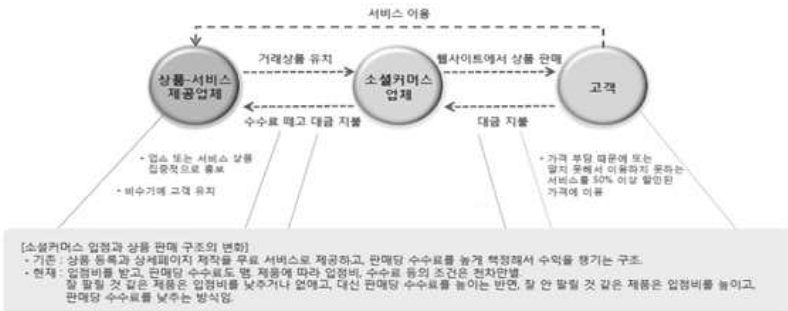 서비스 이용
거래상품 유치
웹사이트에서 상품 판매
상품-서비스
제공업체
소셜커머스
업체
고객
수수료 떼고 대금 지불
대금 지불
• 업소 또는 서비스 상품
집중적으로 홍보
• 비수기에 고객 유치
• 가격 부담 때문에 또는
알지 못해서 이용하지 못하는
서비스를 50% 이상 할인된
가격에 이용
[소셜커머스 입점과 상품 판매 구조의 변화]
• 기존 : 상품 등록과 상세페이지 제작을 무료 서비스로 제공하고, 판매당 수수료를 높게 책정해서 수익을 챙기는 구조.
• 현재 : 입점비를 받고, 판매당 수수료도 뗌. 제품에 따라 입점비, 수수료 등의 조건은 천차만별.
잘 팔릴 것 같은 제품은 입점비를 낮추거나 없애고, 대신 판매당 수수료를 높이는 반면, 잘 안 팔릴 것 같은 제품은 입점비를 높이고,
판매당 수수료를 낮추는 방식임.